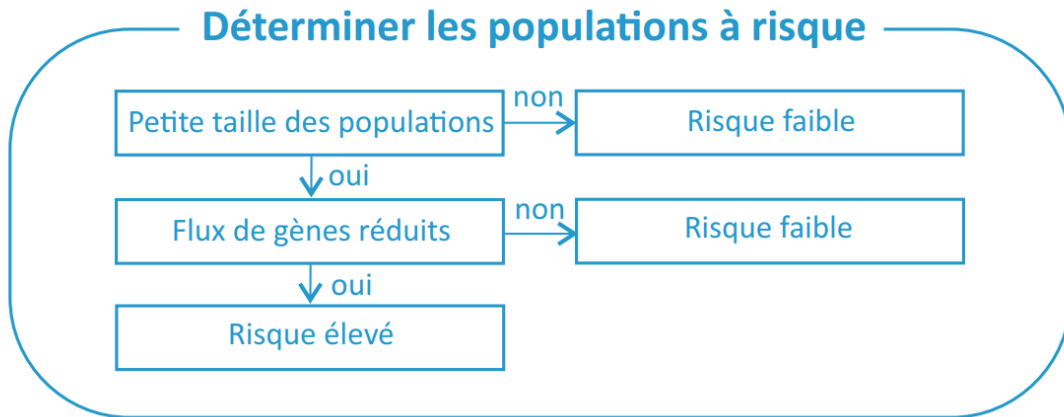 Déterminer les populations à risque
Petite taille des populations
non
Risque faible
oui
Flux de gènes réduits
non
Risque faible
oui
Risque élevé